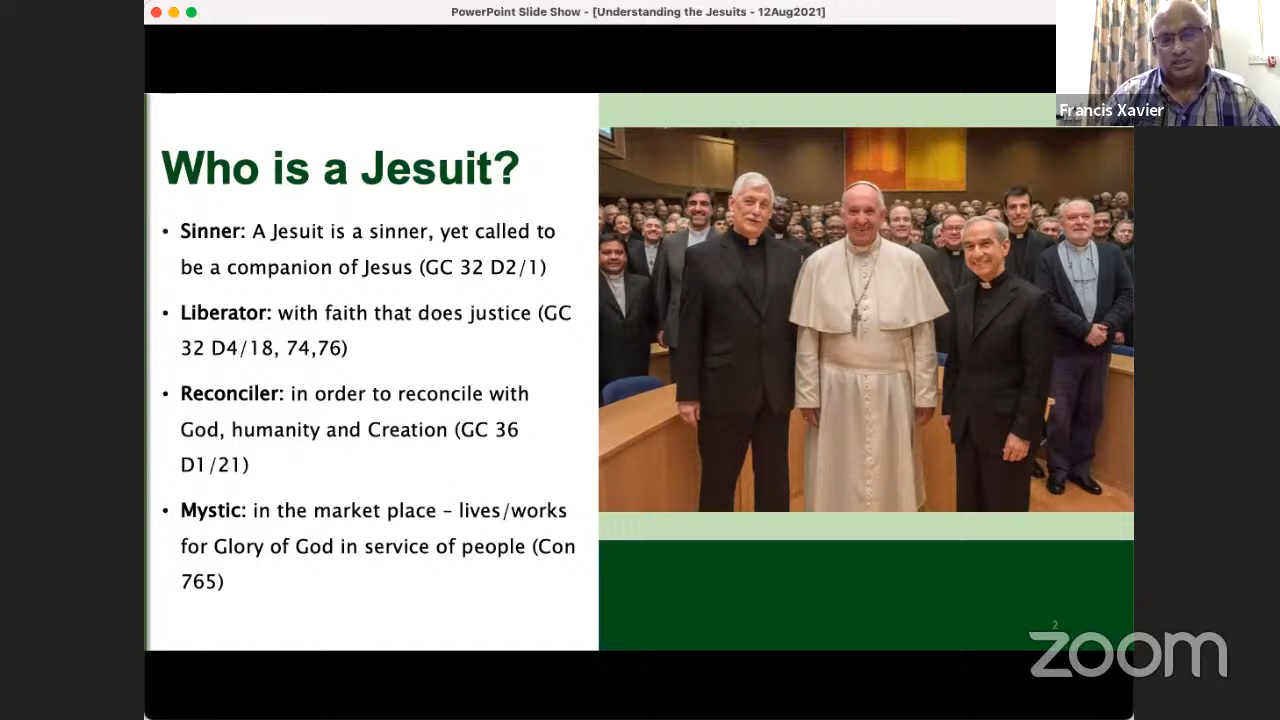 PowerPoint Slide Show - [Understanding the Jesuits - 12Aug2021]
Francis Xavier
Who is a Jesuit?
• Sinner: A Jesuit is a sinner, yet called to
be a companion of Jesus (GC 32 D2/1)
• Liberator: with faith that does justice (GC
32 D4/18, 74,76)
• Reconciler: in order to reconcile with
God, humanity and Creation (GC 36
D1/21)
• Mystic: in the market place – lives/works
for Glory of God in service of people (Con
765)
2
zoom